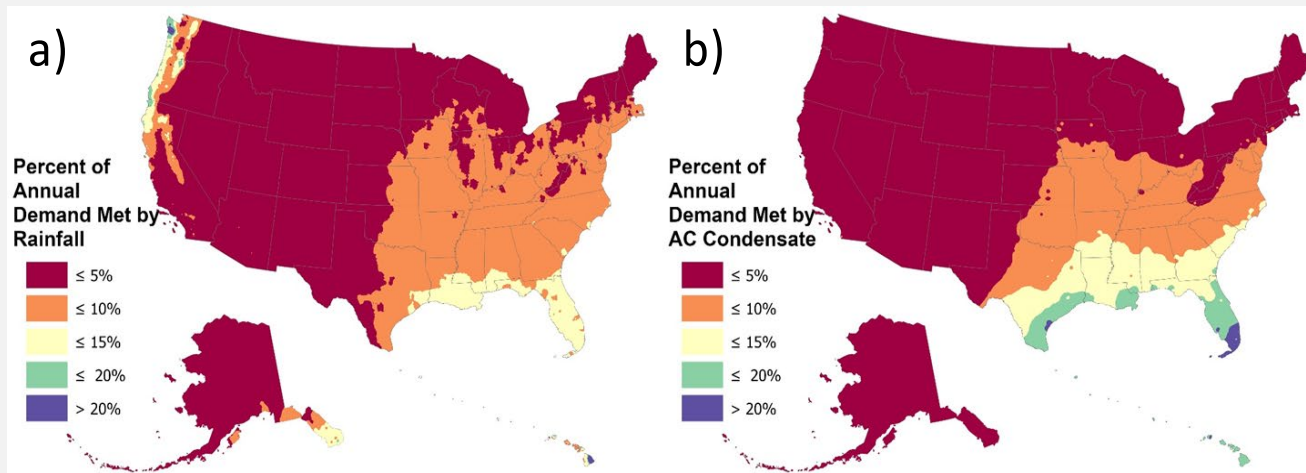 a)
Percent of
Annual
Demand Met by
Rainfall
≤ 5%
≤ 10%
≤ 15%
≤ 20%
> 20%
b)
Percent of
Annual
Demand Met by
AC Condensate
≤ 5%
≤ 10%
≤ 15%
≤ 20%
> 20%